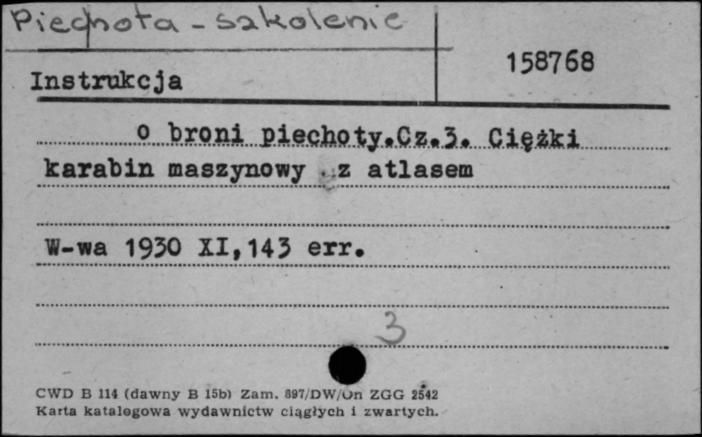 Piechota - szkolenie
158768
Instrukcja
o broni piechoty.Cz.3. Ciężki
karabin maszynowy z atlasem
W-wa 1930 XI,143 err.
3
CWD B 114 (dawny B 15b) Zam. 897/DW/Un ZGG 2542
Karta katalogowa wydawnictw ciągłych i zwartych.